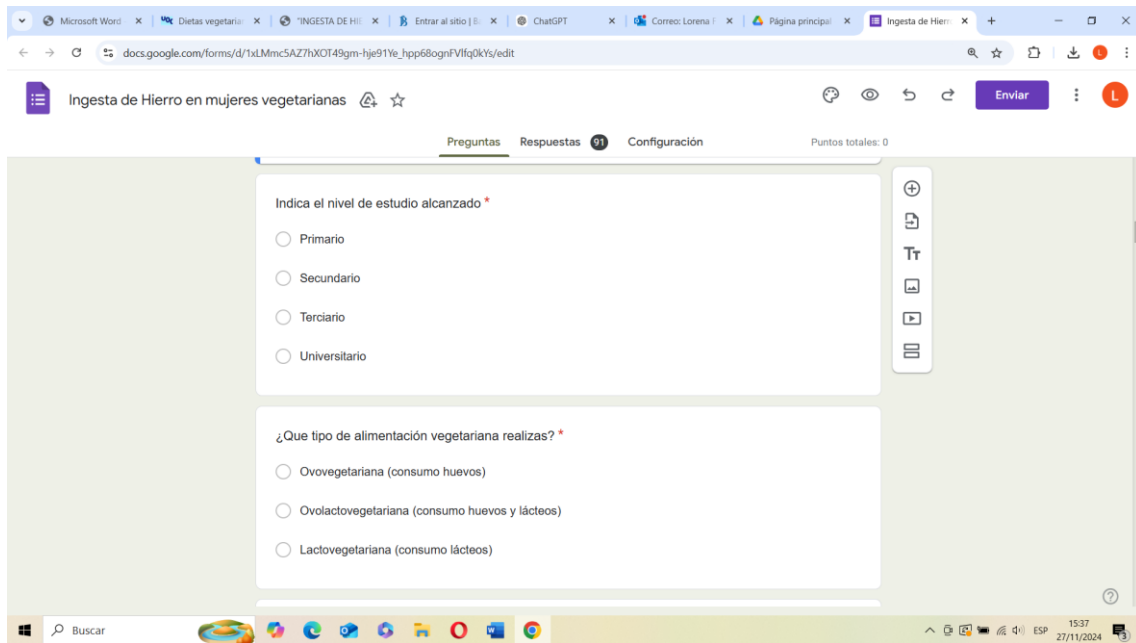 Microsoft Word
Dietas vegetaria
"INGESTA DE HIE
Entrar al sitio | B
ChatGPT
Correo: Lorena F
Página principal
Ingesta de Hierr
docs.google.com/forms/d/1xLMmc5AZ7hXOT49gm-hje91Ye_hpp68ognFVlfq0kYs/edit
L
Ingesta de Hierro en mujeres vegetarianas
Enviar
L
Preguntas
Respuestas 91
Configuración
Puntos totales: 0
Indica el nivel de estudio alcanzado *
Primario
Secundario
Terciario
Universitario
¿Que tipo de alimentación vegetariana realizas? *
Ovovegetariana (consumo huevos)
Ovolactovegetariana (consumo huevos y lácteos)
Lactovegetariana (consumo lácteos)
Tт
Buscar
ESP
15:37
27/11/2024